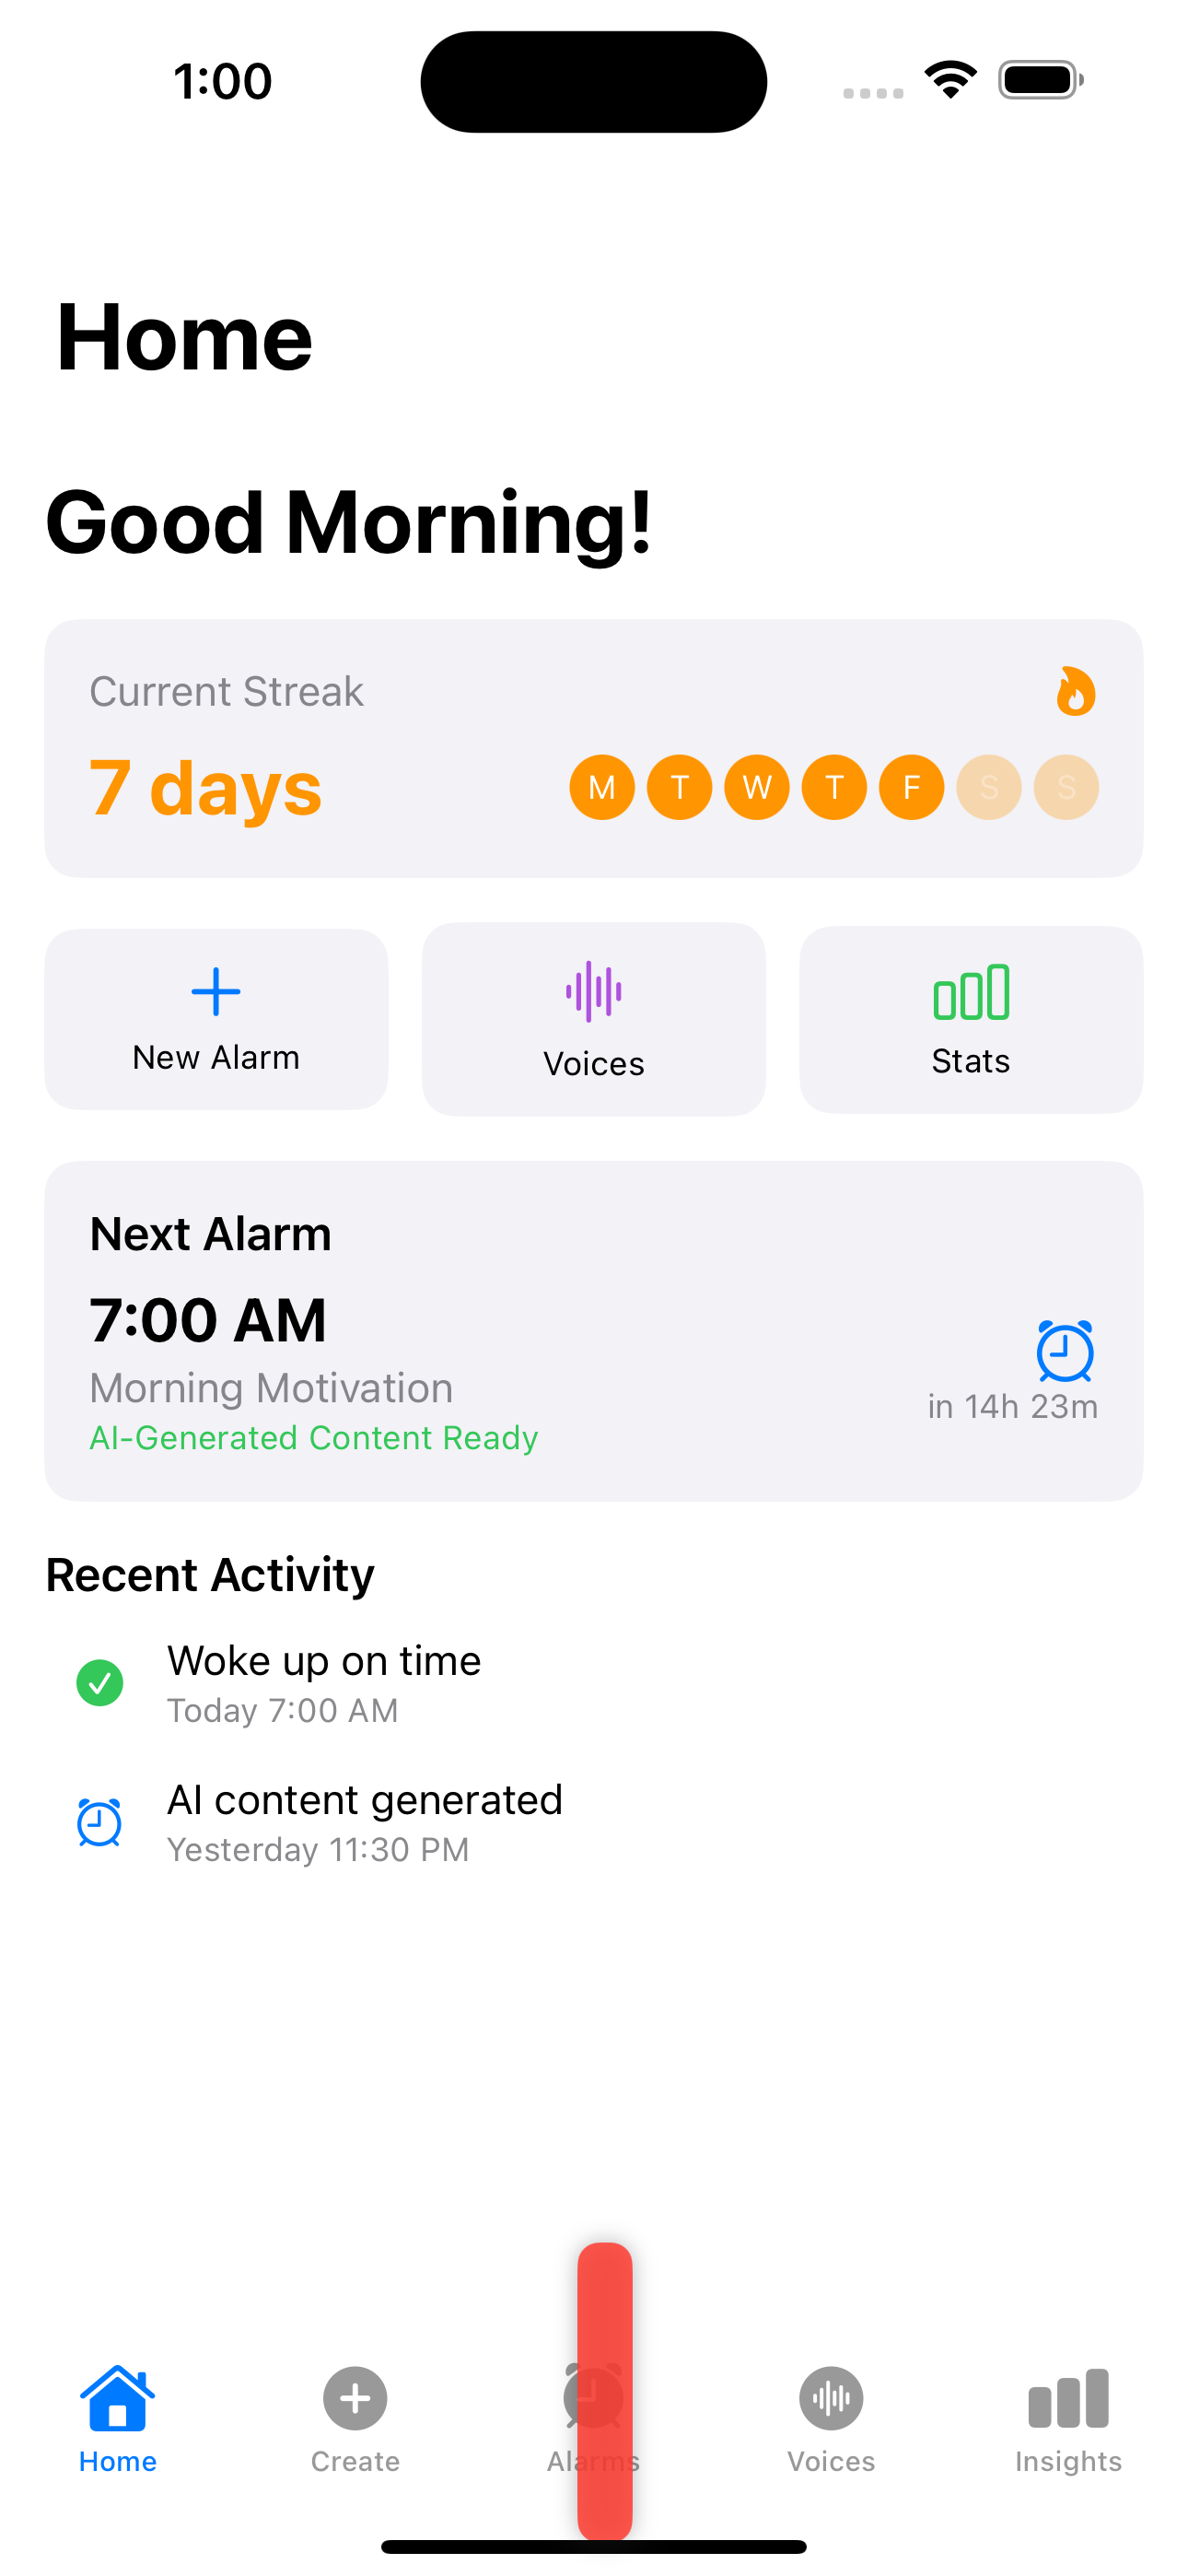 1:00
Home
Good Morning!
Current Streak
7 days
M T W T F S S
New Alarm
Voices
Stats
Next Alarm
7:00 AM
Morning Motivation
in 14h 23m
AI-Generated Content Ready
Recent Activity
Woke up on time
Today 7:00 AM
AI content generated
Yesterday 11:30 PM
Home
Create
Alarms
Voices
Insights